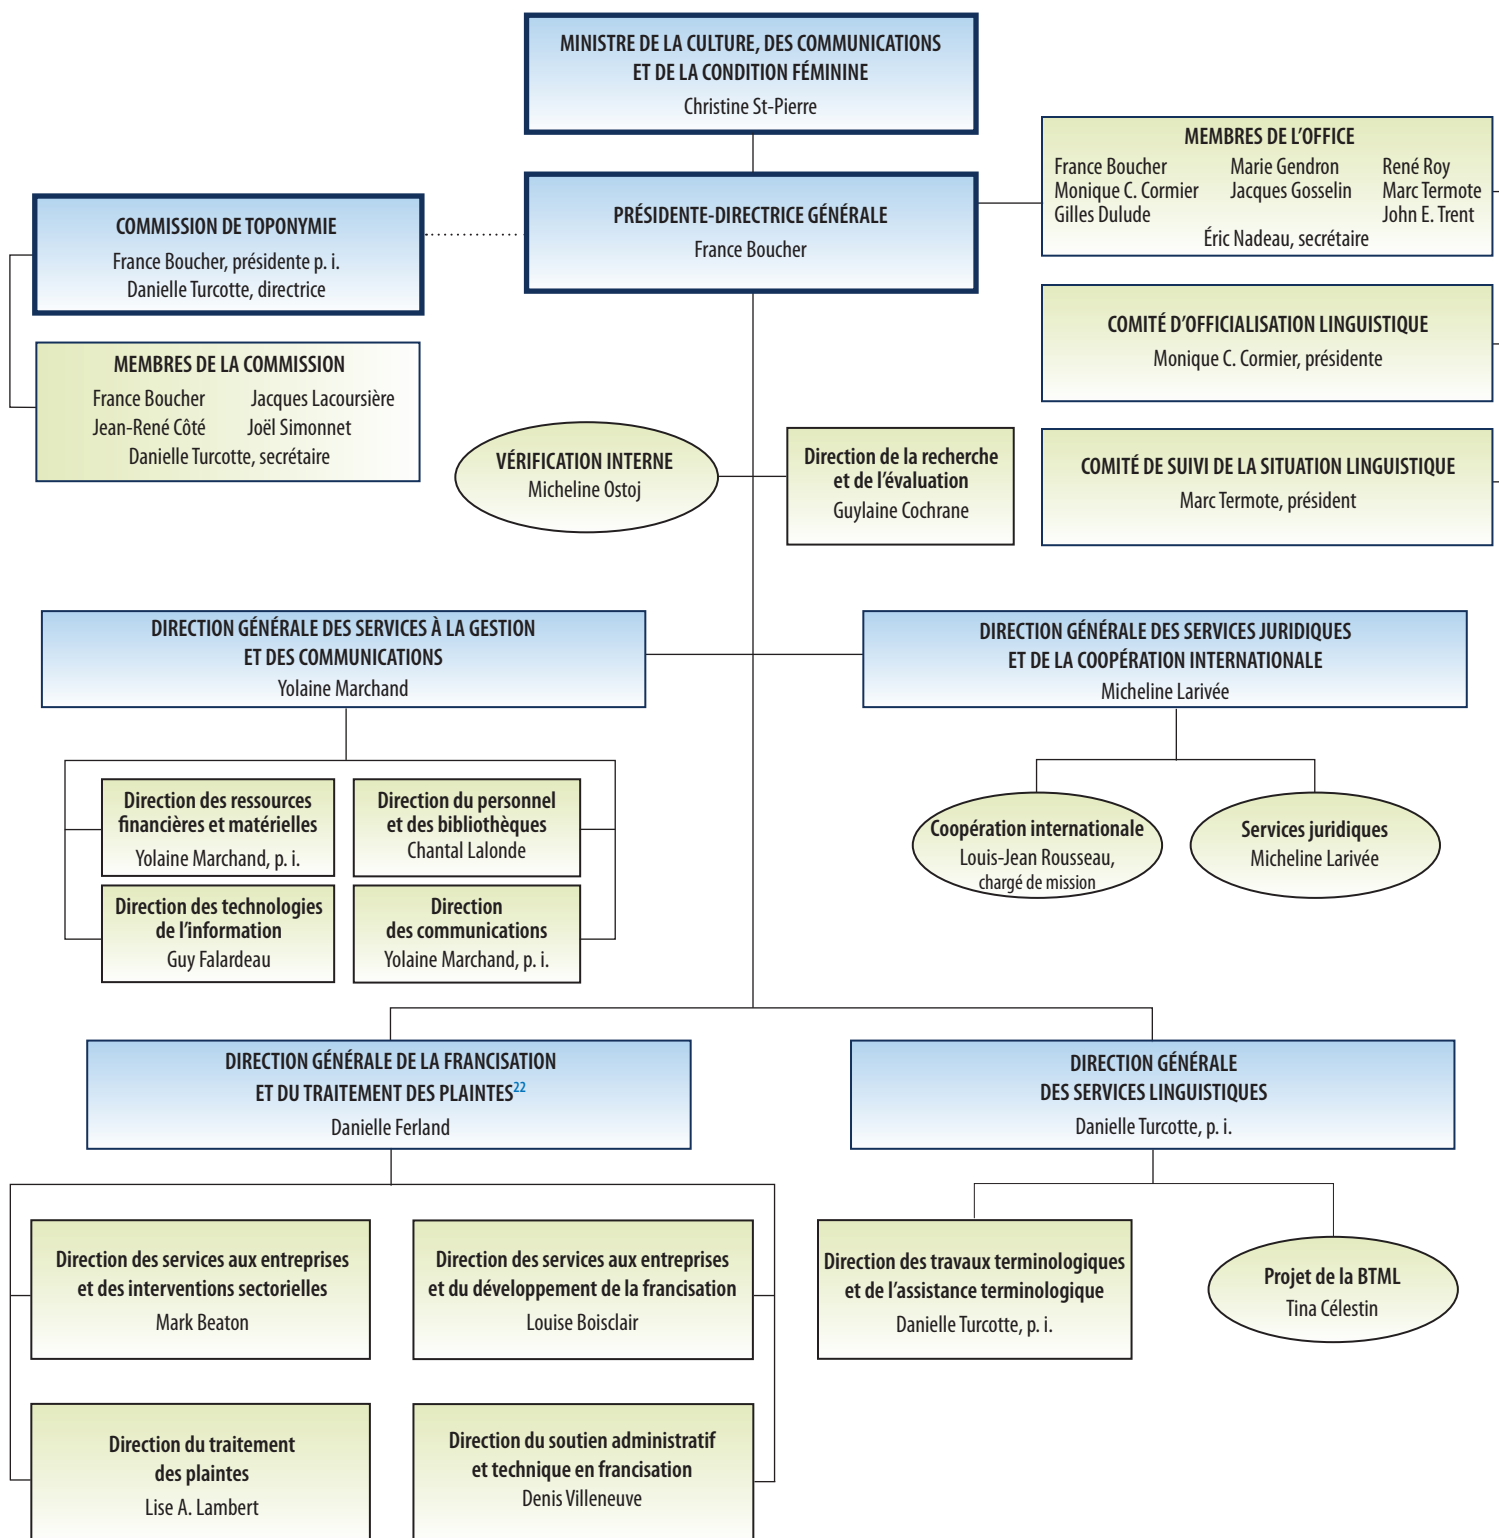 MINISTRE DE LA CULTURE, DES COMMUNICATIONS
ET DE LA CONDITION FÉMININE
Christine St-Pierre
MEMBRES DE L'OFFICE
France Boucher Marie Gendron René Roy
Monique C. Cormier Jacques Gosselin Marc Termote
Gilles Dulude John E. Trent
Éric Nadeau, secrétaire
PRÉSIDENTE-DIRECTRICE GÉNÉRALE
France Boucher
COMMISSION DE TOPONYMIE
France Boucher, présidente p. i.
Danielle Turcotte, directrice
MEMBRES DE LA COMMISSION
France Boucher Jacques Lacoursière
Jean-René Côté Joël Simonnet
Danielle Turcotte, secrétaire
COMITÉ D'OFFICIALISATION LINGUISTIQUE
Monique C. Cormier, présidente
COMITÉ DE SUIVI DE LA SITUATION LINGUISTIQUE
Marc Termote, président
VÉRIFICATION INTERNE
Micheline Ostoj
Direction de la recherche
et de l'évaluation
Guylaine Cochrane
DIRECTION GÉNÉRALE DES SERVICES À LA GESTION
ET DES COMMUNICATIONS
Yolaine Marchand
DIRECTION GÉNÉRALE DES SERVICES JURIDIQUES
ET DE LA COOPÉRATION INTERNATIONALE
Micheline Larivée
Direction des ressources
financières et matérielles
Yolaine Marchand, p. i.
Direction du personnel
et des bibliothèques
Chantal Lalonde
Direction des technologies
de l'information
Guy Falardeau
Direction
des communications
Yolaine Marchand, p. i.
Coopération internationale
Louis-Jean Rousseau,
chargé de mission
Services juridiques
Micheline Larivée
DIRECTION GÉNÉRALE DE LA FRANCISATION
ET DU TRAITEMENT DES PLAINTES22
Danielle Ferland
DIRECTION GÉNÉRALE
DES SERVICES LINGUISTIQUES
Danielle Turcotte, p. i.
Direction des services aux entreprises
et des interventions sectorielles
Mark Beaton
Direction des services aux entreprises
et du développement de la francisation
Louise Boisclair
Direction des travaux terminologiques
et de l'assistance terminologique
Danielle Turcotte, p. i.
Projet de la BTML
Tina Célestin
Direction du traitement
des plaintes
Lise A. Lambert
Direction du soutien administratif
et technique en francisation
Denis Villeneuve